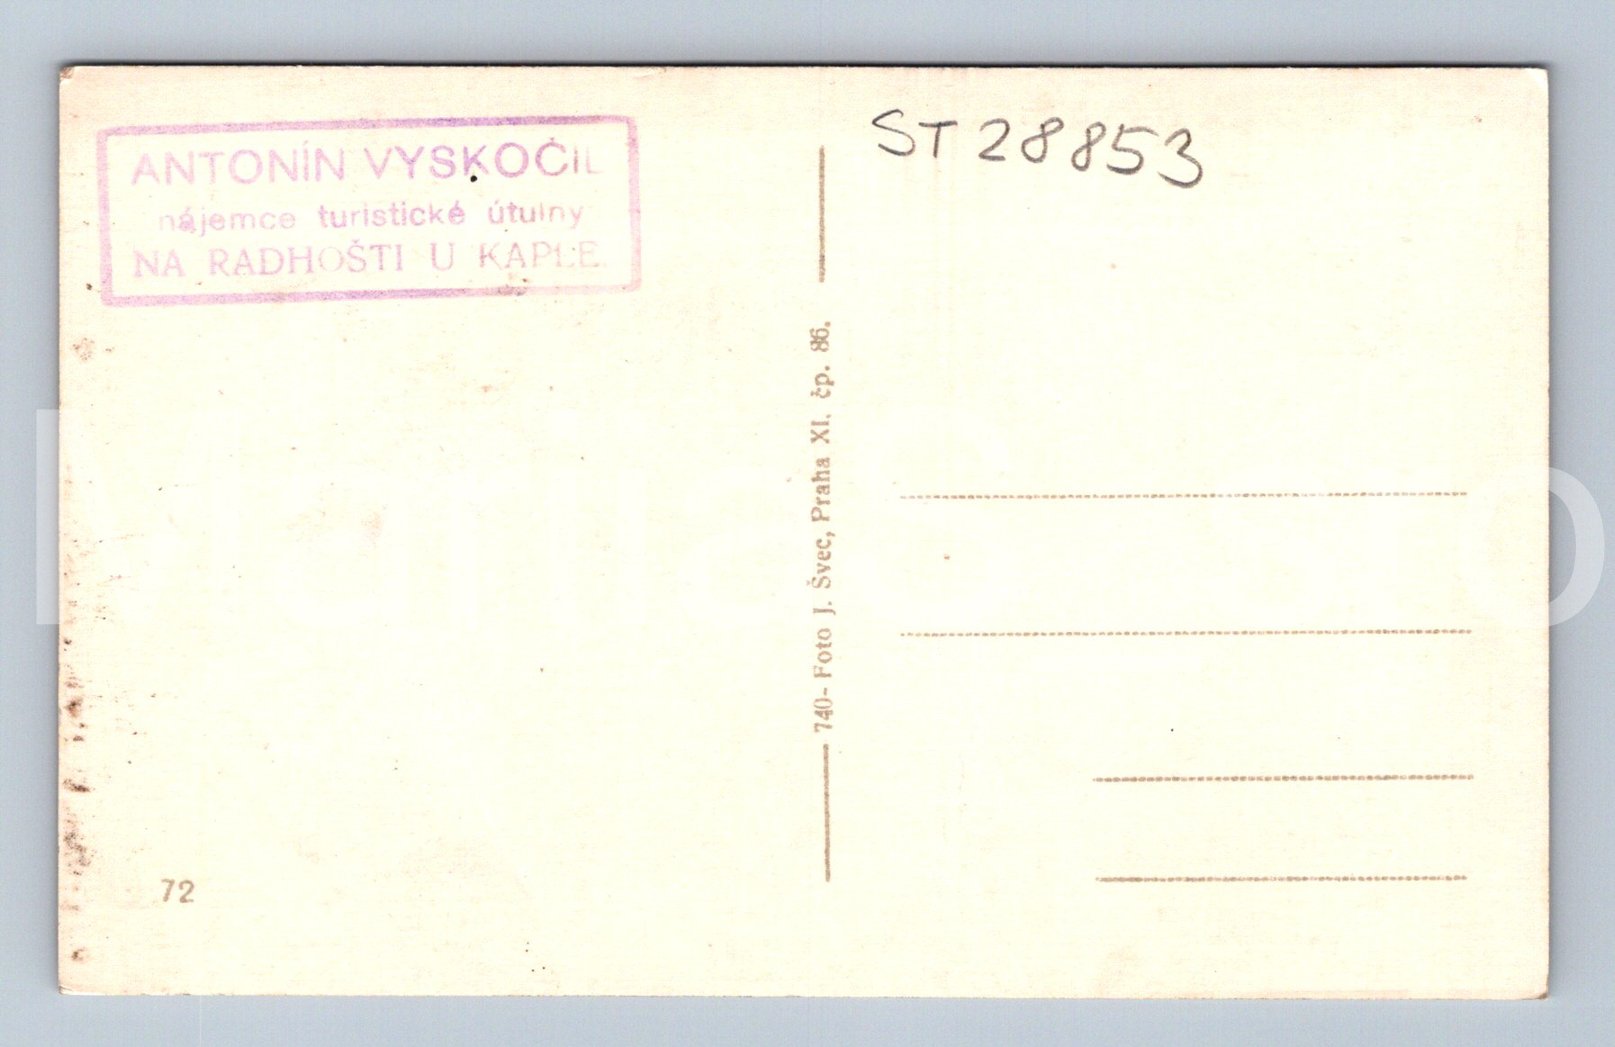 ANTONÍN VYSKOČIL
nájemce turistické útulny
NA RADHOŠTI U KAPLE.
ST 28853
740- Foto J. Švec, Praha XI. čp. 86.
72